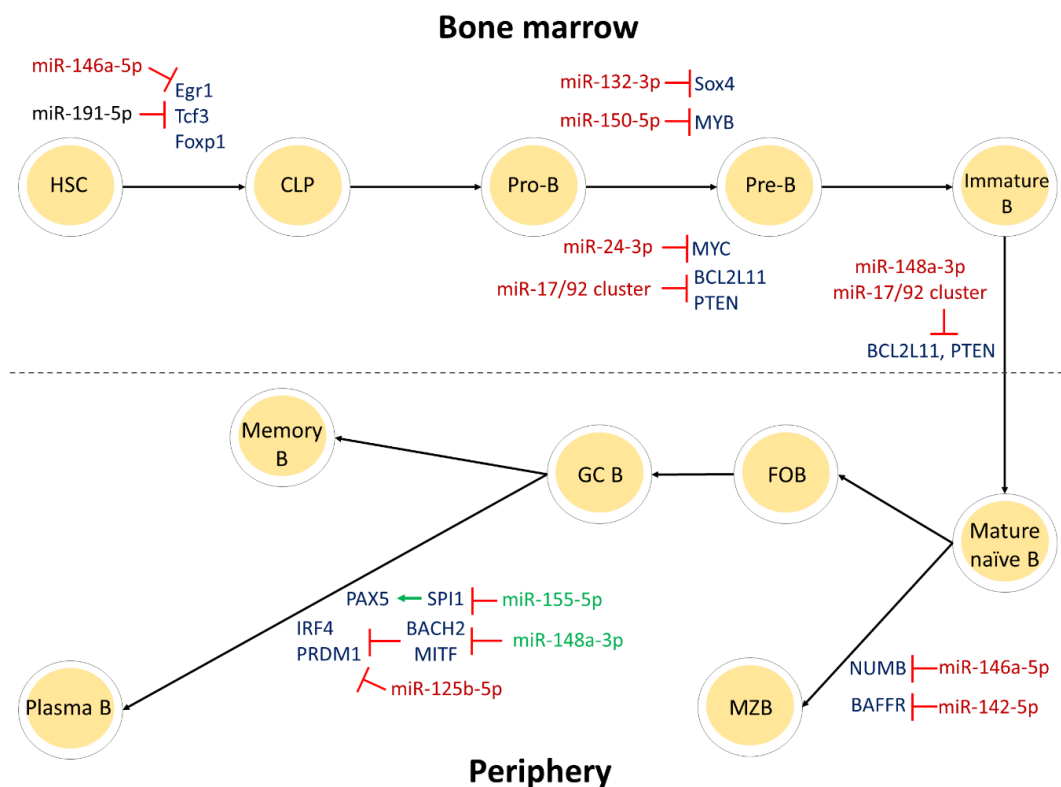 Bone marrow
miR-146a-5p
miR-191-5p
Egr1
Tcf3
Foxp1
miR-132-3p
Sox4
miR-150-5p
MYB
HSC
CLP
Pro-B
Pre-B
Immature
B
miR-24-3p
MYC
miR-17/92 cluster
BCL2L11
PTEN
miR-148a-3p
miR-17/92 cluster
BCL2L11, PTEN
Memory
B
GC B
FOB
Mature
naïve B
PAX5
SPI1
miR-155-5p
IRF4
PRDM1
BACH2
MITF
miR-148a-3p
miR-125b-5p
Plasma B
MZB
NUMB
miR-146a-5p
BAFFR
miR-142-5p
Periphery